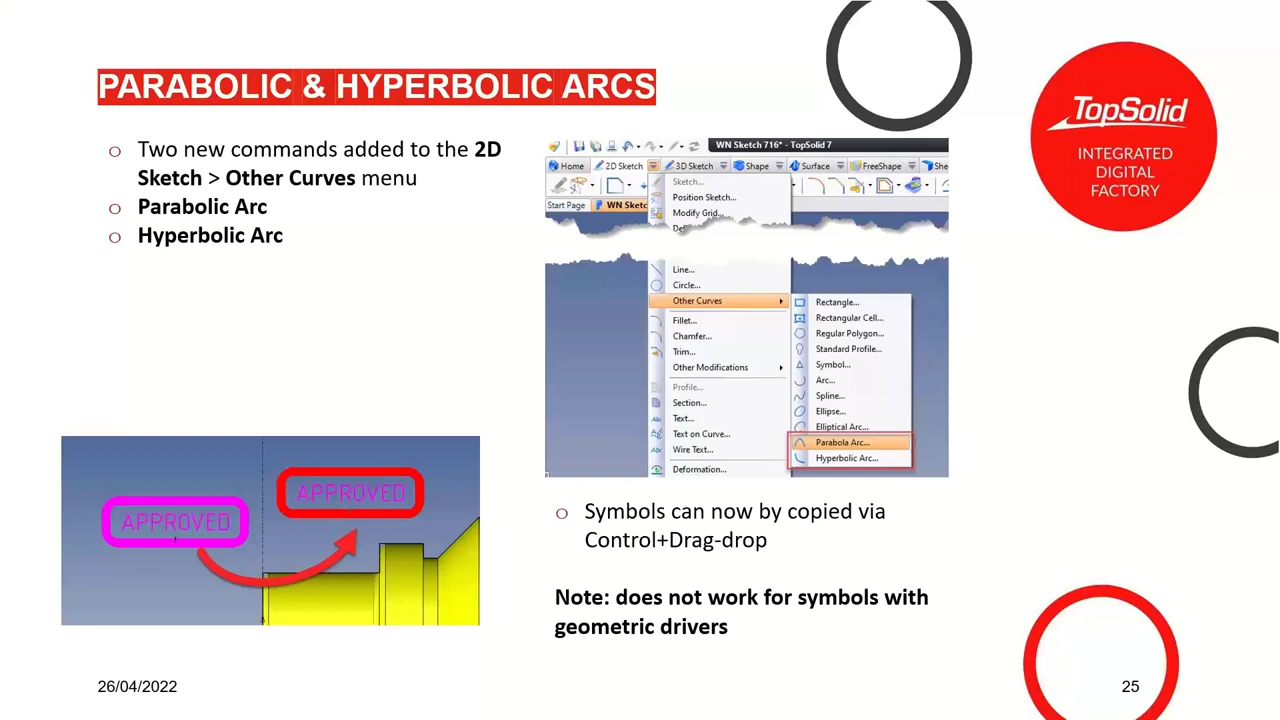 PARABOLIC & HYPERBOLIC ARCS
TopSolid
INTEGRATED
DIGITAL
FACTORY
o Two new commands added to the 2D
Sketch > Other Curves menu
o Parabolic Arc
o Hyperbolic Arc
WN Sketch 716* - TopSolid 7
Home 2D Sketch 3D Sketch Shape Surface FreeShape She
Sketch...
Position Sketch...
Start Page WN Sketc
Modify Grid...
Line...
Circle...
Other Curves
Fillet...
Chamfer...
Trim...
Other Modifications
Profile...
Section...
Text...
Text on Curve...
Wire Text...
Deformation...
Rectangle...
Rectangular Cell...
Regular Polygon...
Standard Profile...
Symbol...
Arc...
Spline...
Ellipse...
Elliptical Arc...
Parabola Arc...
Hyperbolic Arc...
APPROVED
APPROVED
o Symbols can now by copied via
Control+Drag-drop
Note: does not work for symbols with
geometric drivers
26/04/2022
25